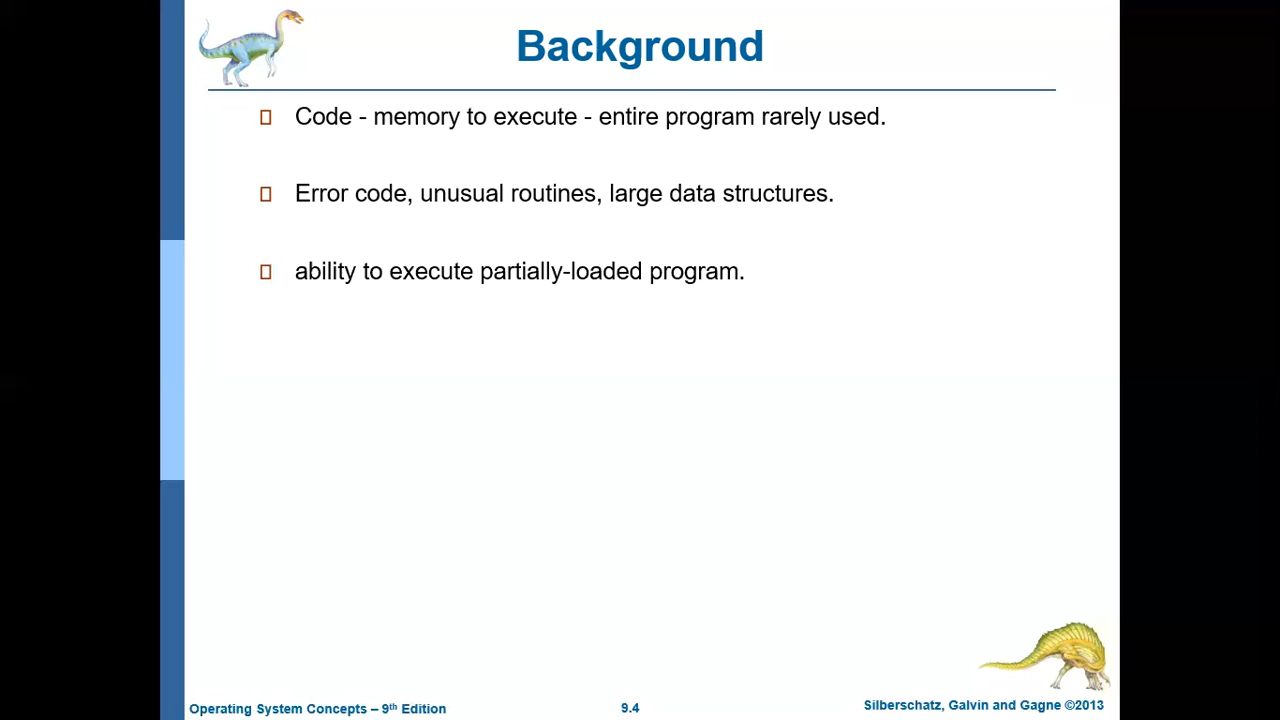 Background
Code - memory to execute - entire program rarely used.
Error code, unusual routines, large data structures.
ability to execute partially-loaded program.
Operating System Concepts – 9th Edition
9.4
Silberschatz, Galvin and Gagne ©2013